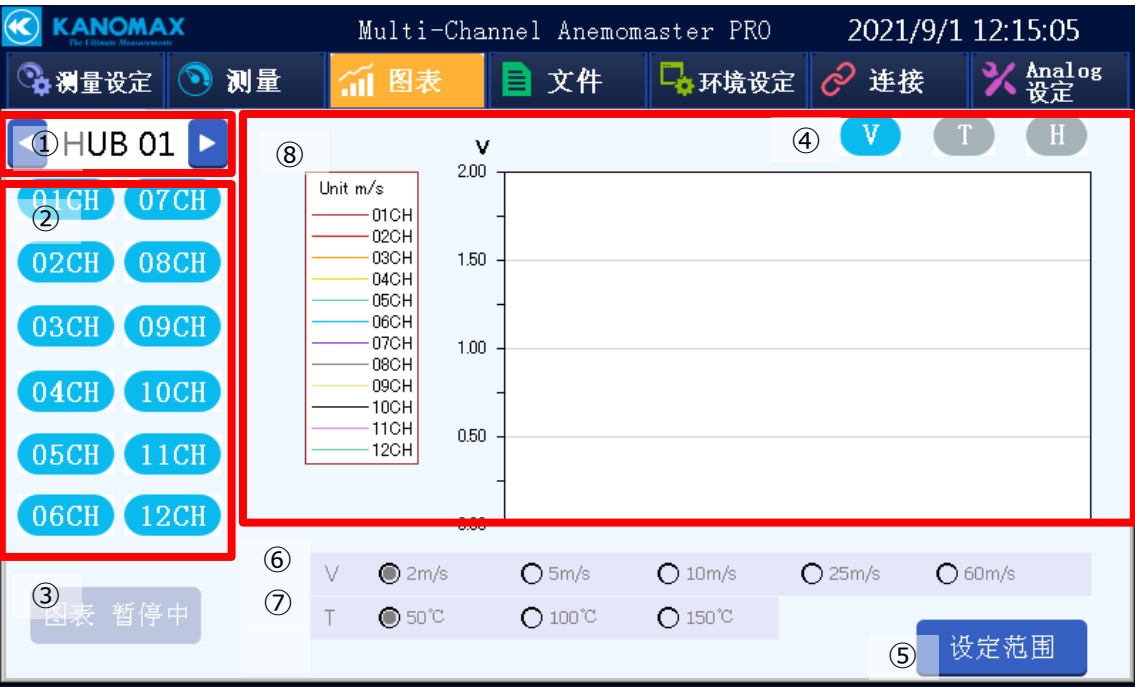 KANOMAX
The Ultimate Measurements
Multi-Channel Anemomaster PRO
2021/9/1 12:15:05
测量设定
测量
图表
文件
环境设定
连接
Analog
设定
① HUB 01
②
01CH 07CH
02CH 08CH
03CH 09CH
04CH 10CH
05CH 11CH
06CH 12CH
③
图表 暂停中
⑧
④ V T H
V
Unit m/s
01CH
02CH
03CH
04CH
05CH
06CH
07CH
08CH
09CH
10CH
11CH
12CH
2.00
1.50
1.00
0.50
0.00
⑥
V 2m/s 5m/s 10m/s 25m/s 60m/s
⑦
T 50℃ 100℃ 150℃
⑤ 设定范围